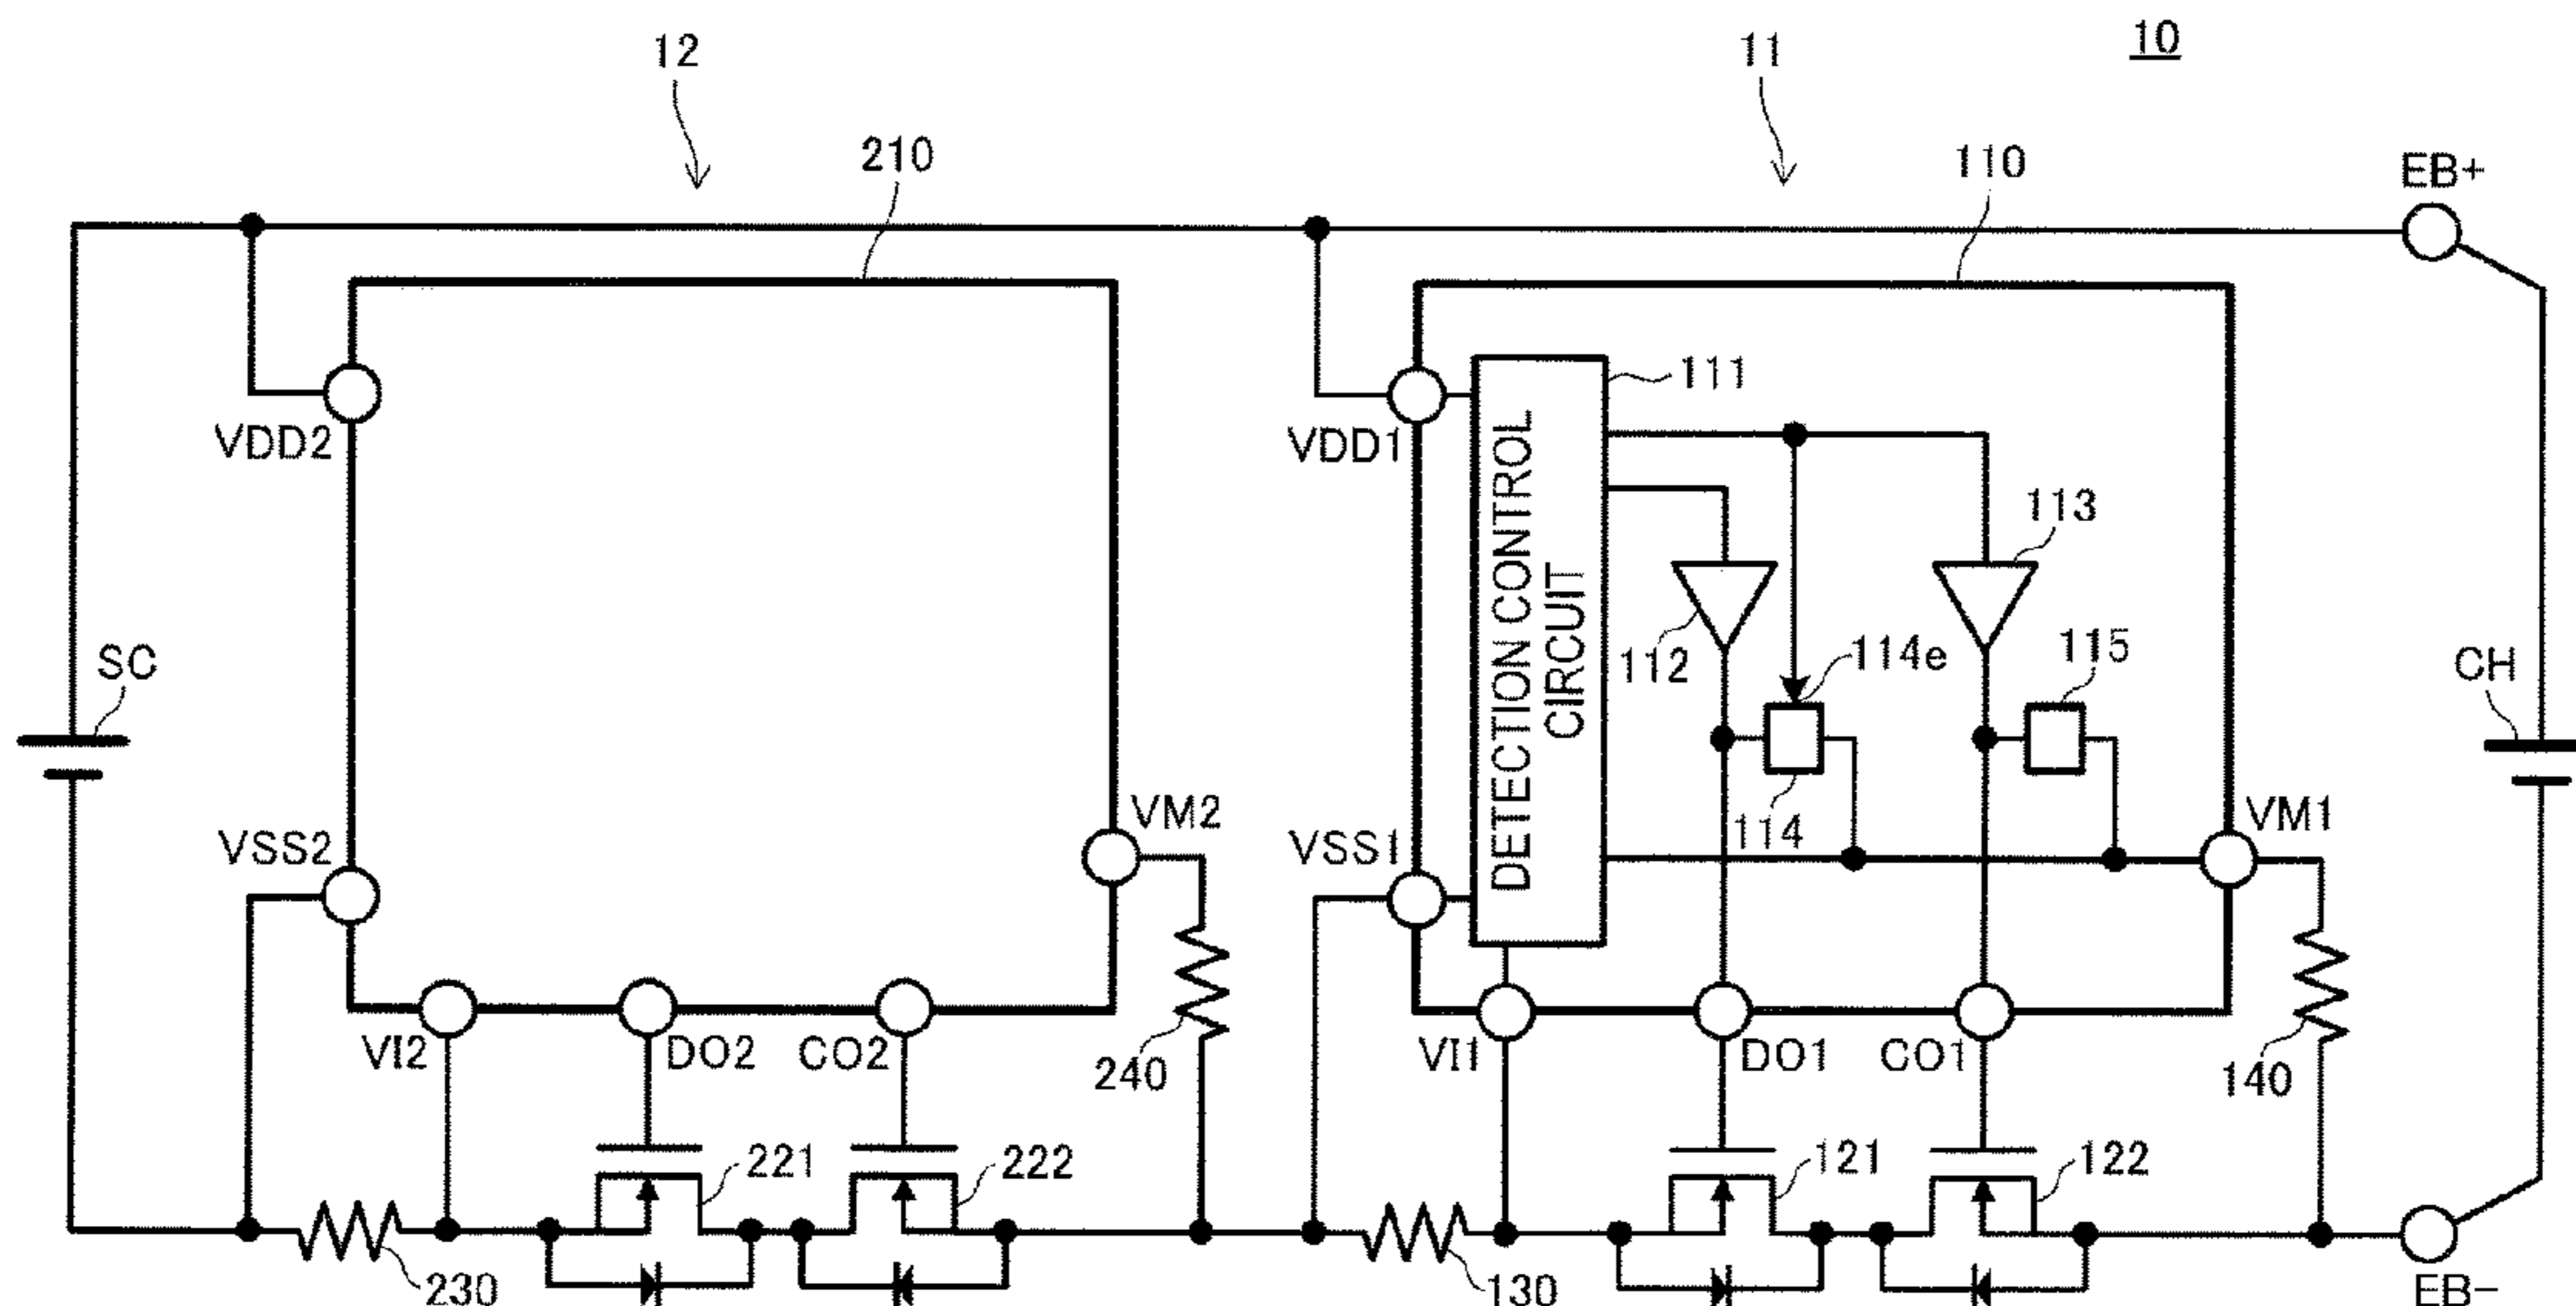 10
12
11
210
110
EB+
111
VDD2
VDD1
DETECTION CONTROL
CIRCUIT
113
SC
112
114e
115
CH
114
VM2
VM1
VSS2
VSS1
VI2
DO2
CO2
240
VI1
DO1
CO1
140
221
222
121
122
230
130
EB-